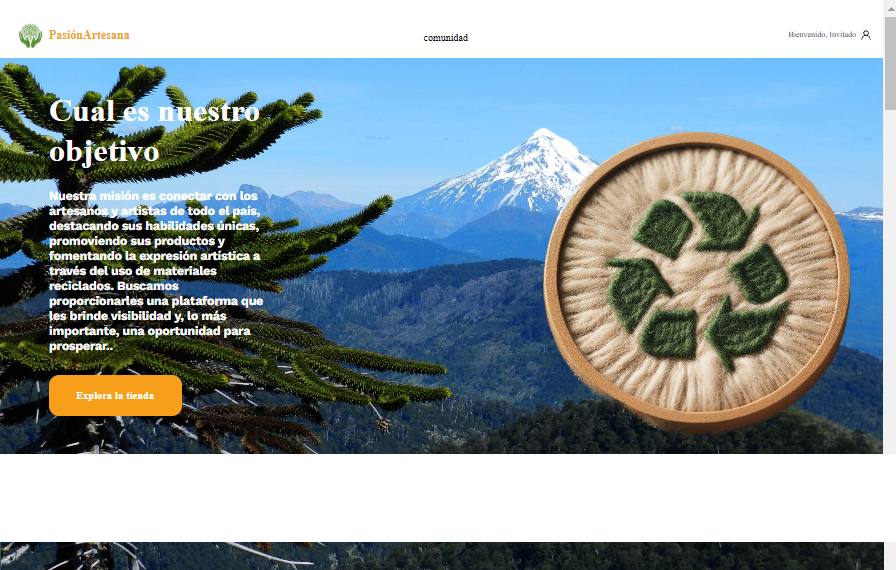 PasiónArtesana
comunidad
Bienvenido, Invitado
Cual es nuestro
objetivo
Nuestra misión es conectar con los
artesanos y artistas de todo el país,
destacando sus habilidades únicas,
promoviendo sus productos y
fomentando la expresión artística a
través del uso de materiales
reciclados. Buscamos
proporcionarles una plataforma que
les brinde visibilidad y, lo más
importante, una oportunidad para
prosperar..
Explora la tienda